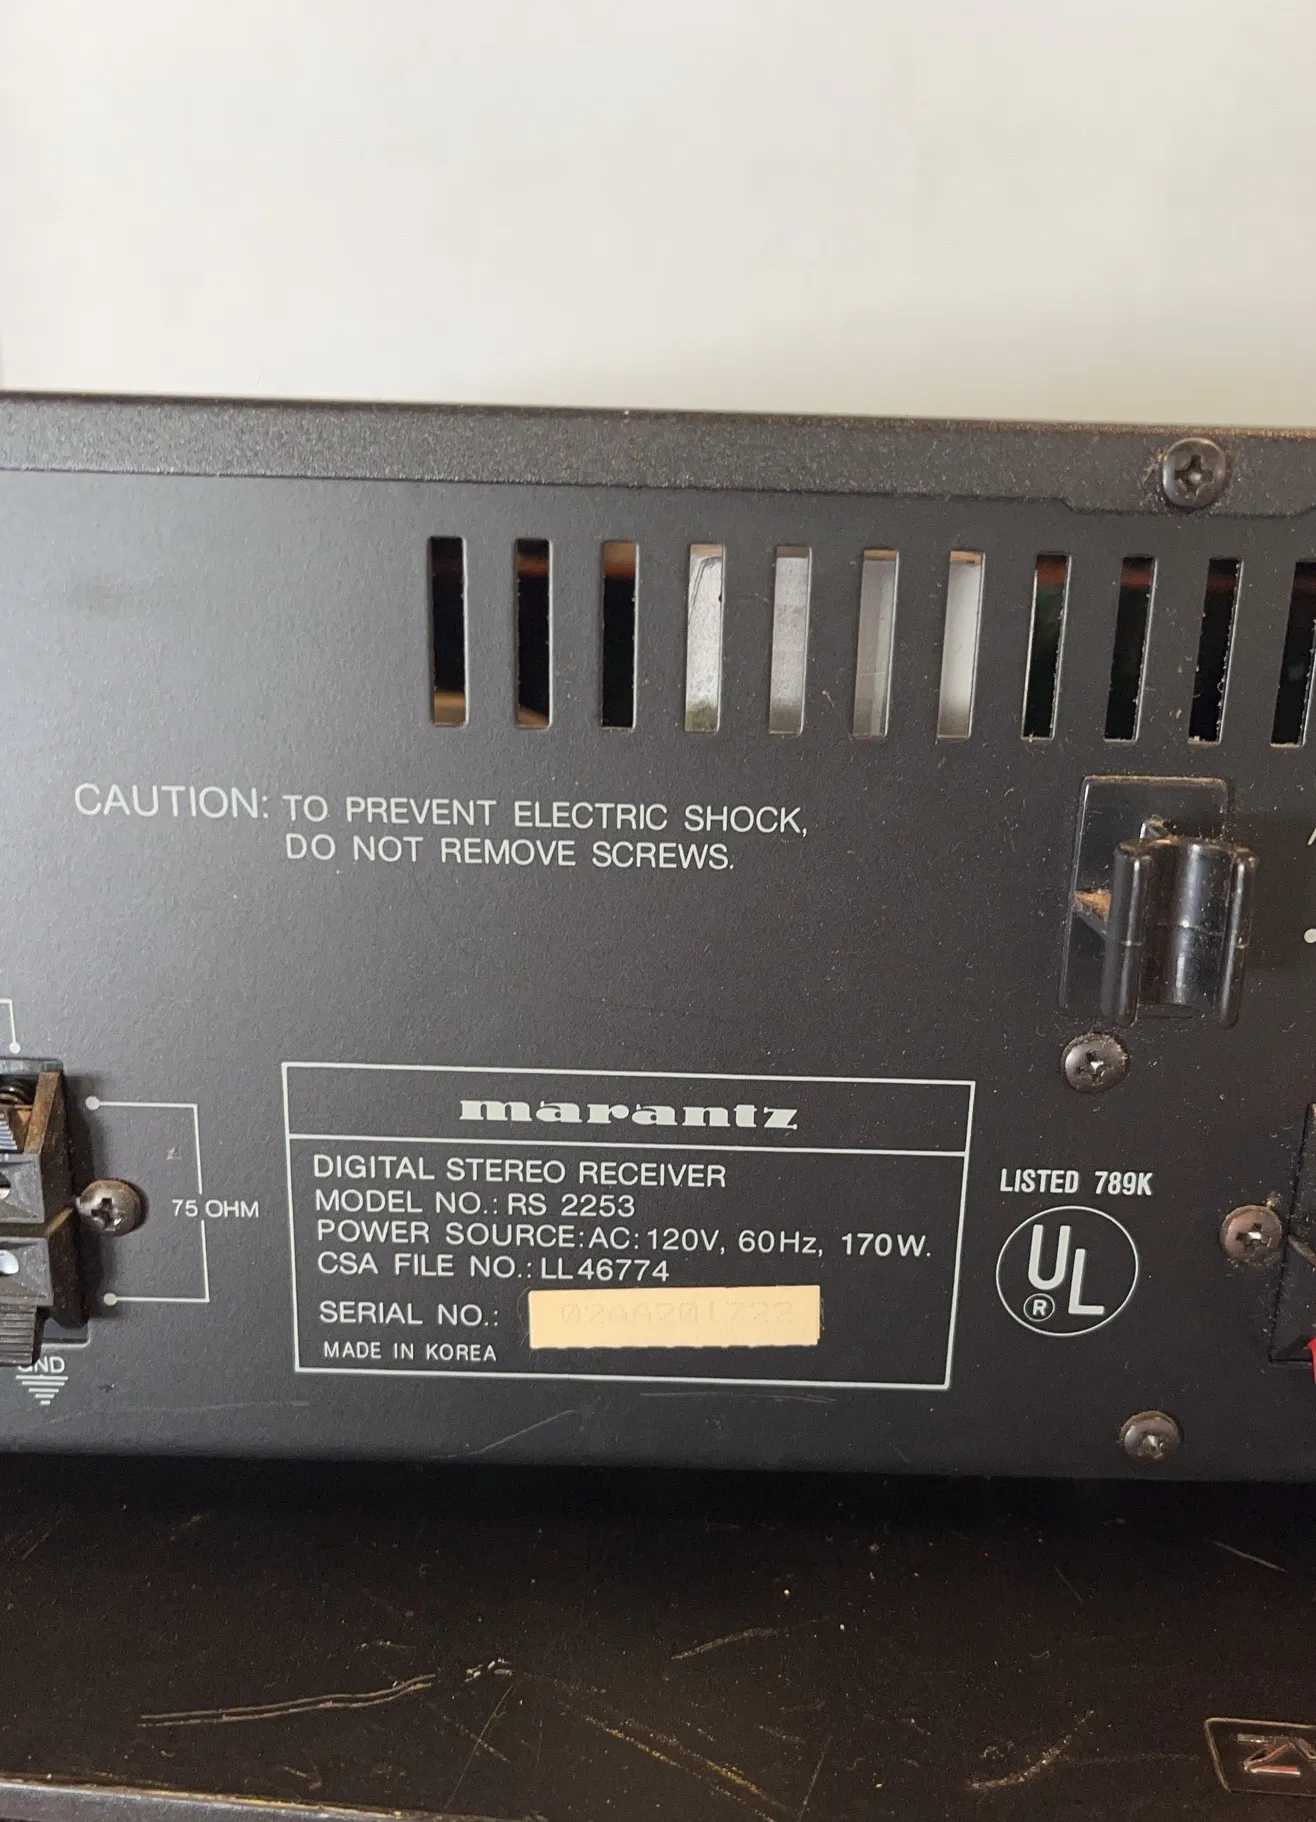 CAUTION: TO PREVENT ELECTRIC SHOCK,
DO NOT REMOVE SCREWS.
marantz
DIGITAL STEREO RECEIVER
MODEL NO.: RS 2253
POWER SOURCE: AC: 120V, 60Hz, 170W.
CSA FILE NO.: LL46774
SERIAL NO.:
MADE IN KOREA
75 OHM
LISTED 789K
UL
®